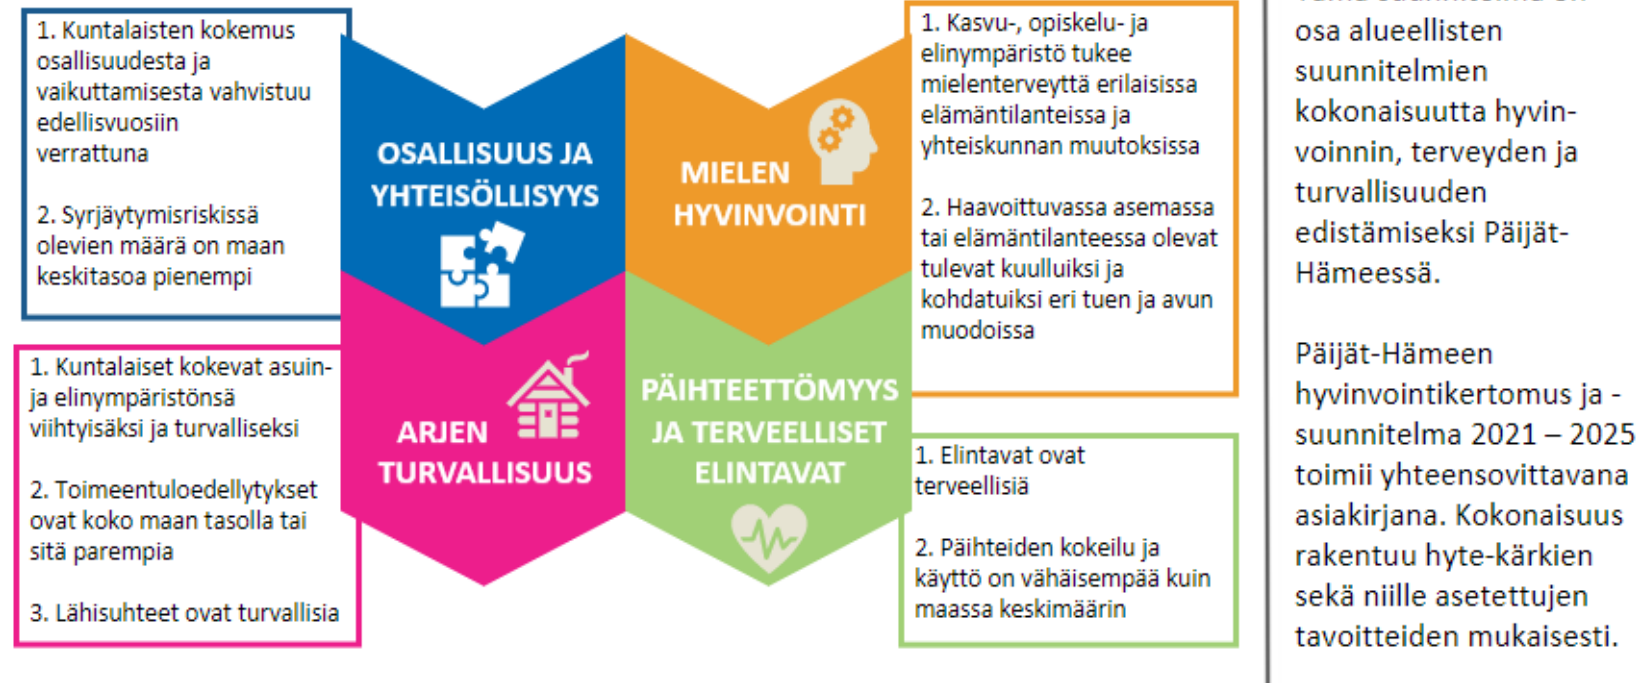 1. Kuntalaisten kokemus
osallisuudesta ja
vaikuttamisesta vahvistuu
edellisvuosiin
verrattuna
2. Syrjäytymisriskissä
olevien määrä on maan
keskitasoa pienempi
OSALLISUUS JA
YHTEISÖLLISYYS
MIELEN
HYVINVOINTI
1. Kasvu-, opiskelu- ja
elinympäristö tukee
mielenterveyttä erilaisissa
elämäntilanteissa ja
yhteiskunnan muutoksissa
2. Haavoittuvassa asemassa
tai elämäntilanteessa olevat
tulevat kuulluiksi ja
kohdatuiksi eri tuen ja avun
muodoissa
1. Kuntalaiset kokevat asuin-
ja elinympäristönsä
viihtyisäksi ja turvalliseksi
2. Toimeentuloedellytykset
ovat koko maan tasolla tai
sitä parempia
3. Lähisuhteet ovat turvallisia
ARJEN
TURVALLISUUS
PÄIHTEETTÖMYYS
JA TERVEELLISET
ELINTAVAT
1. Elintavat ovat
terveellisiä
2. Päihteiden kokeilu ja
käyttö on vähäisempää kuin
maassa keskimäärin
osa alueellisten
suunnitelmien
kokonaisuutta hyvin-
voinnin, terveyden ja
turvallisuuden
edistämiseksi Päijät-
Hämeessä.
Päijät-Hämeen
hyvinvointikertomus ja -
suunnitelma 2021 – 2025
toimii yhteensovittavana
asiakirjana. Kokonaisuus
rakentuu hyte-kärkien
sekä niille asetettujen
tavoitteiden mukaisesti.